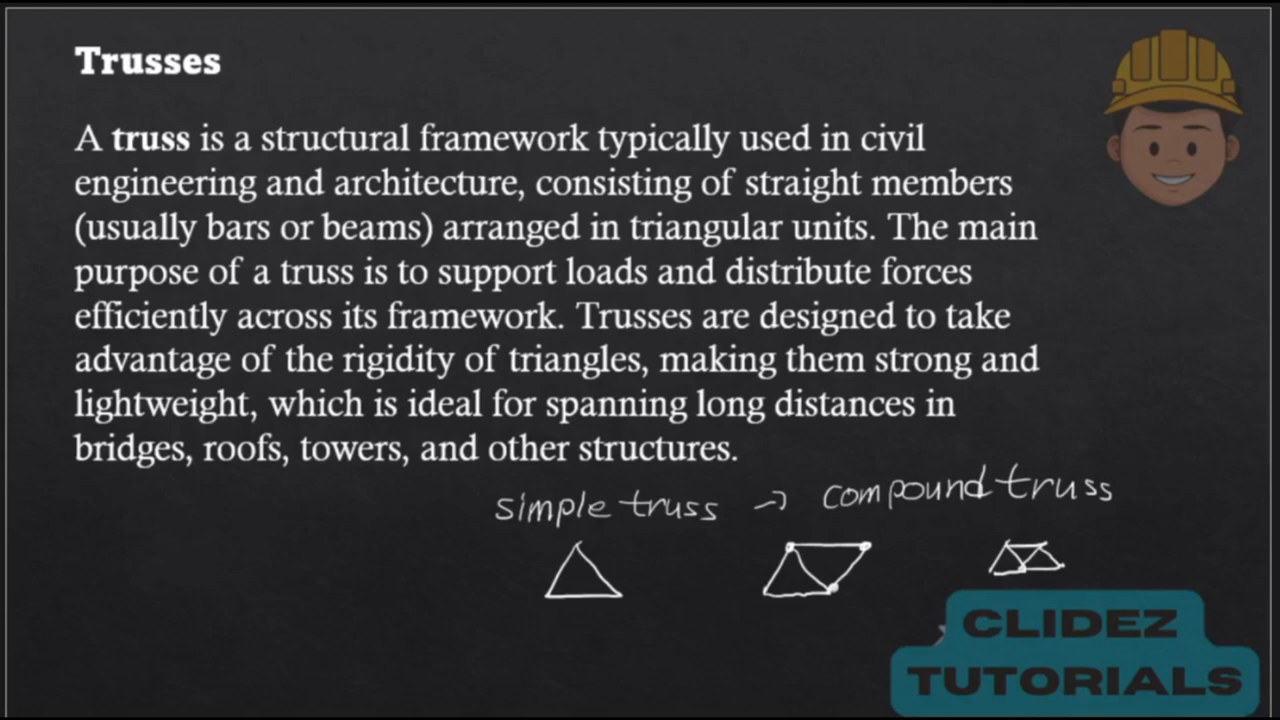 Trusses
A truss is a structural framework typically used in civil
engineering and architecture, consisting of straight members
(usually bars or beams) arranged in triangular units. The main
purpose of a truss is to support loads and distribute forces
efficiently across its framework. Trusses are designed to take
advantage of the rigidity of triangles, making them strong and
lightweight, which is ideal for spanning long distances in
bridges, roofs, towers, and other structures.
simple truss → compound truss
CLIDEZ
TUTORIALS